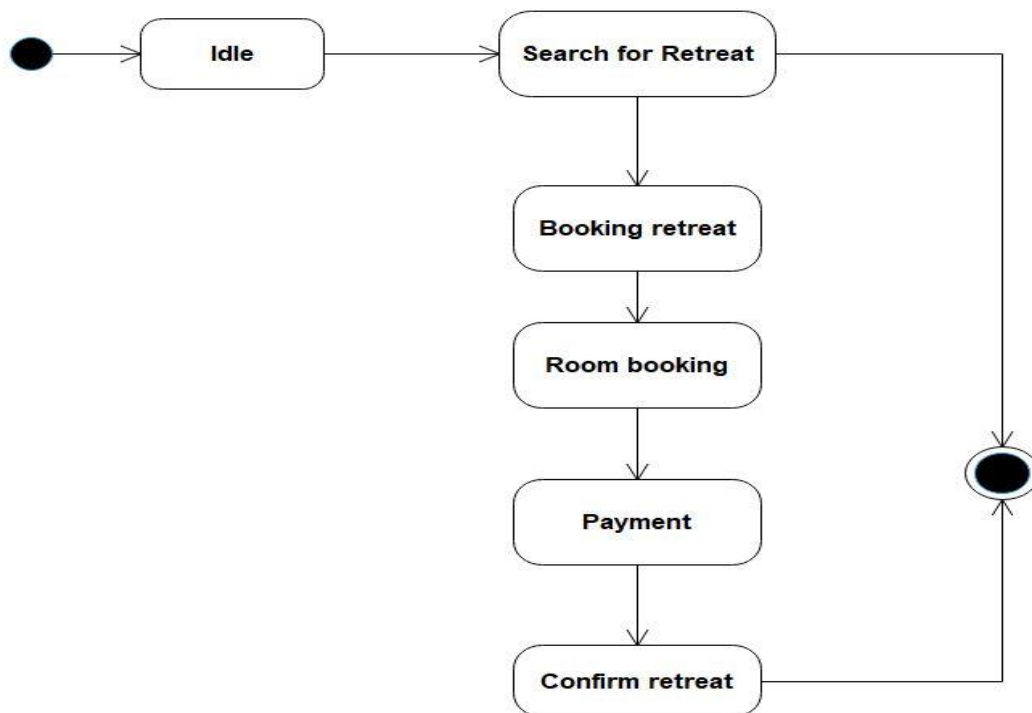 Idle
Search for Retreat
Booking retreat
Room booking
Payment
Confirm retreat